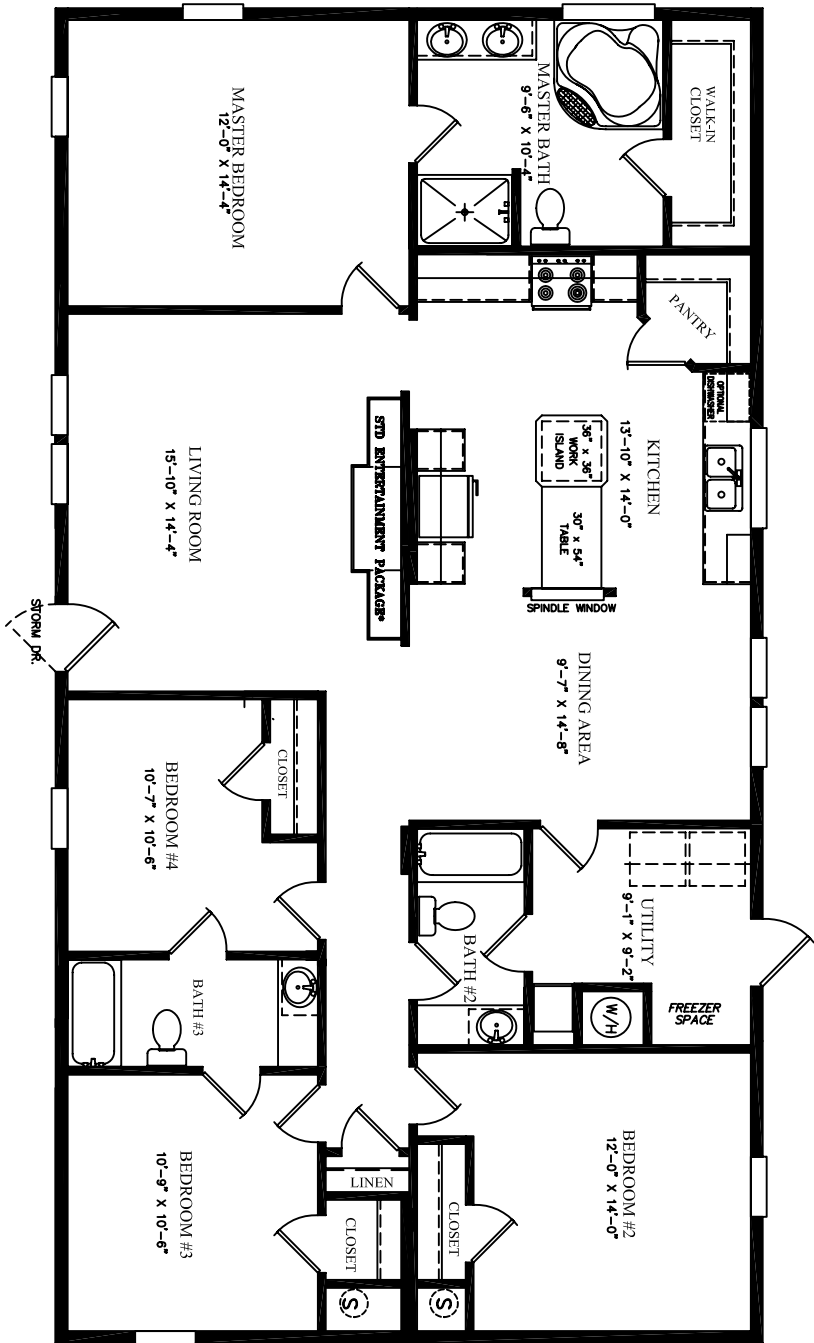 WALK-IN
CLOSET
MASTER BATH
9'-6" X 10'-4"
MASTER BEDROOM
12'-0" X 14'-4"
PANTRY
OPTIONAL
DISHWASHER
KITCHEN
13'-10" X 14'-0"
36" x 36"
WORK
ISLAND
30" x 54"
TABLE
SPINDLE WINDOW
STD ENTERTAINMENT PACKAGE*
LIVING ROOM
15'-10" X 14'-4"
STORM DR.
DINING AREA
9'-7" X 14'-8"
CLOSET
BEDROOM #4
10'-7" X 10'-6"
UTILITY
9'-1" X 9'-2"
FREEZER
SPACE
W/H
BATH #2
BATH #3
BEDROOM #2
12'-0" X 14'-0"
CLOSET
LINEN
CLOSET
BEDROOM #3
10'-9" X 10'-6"
S
S